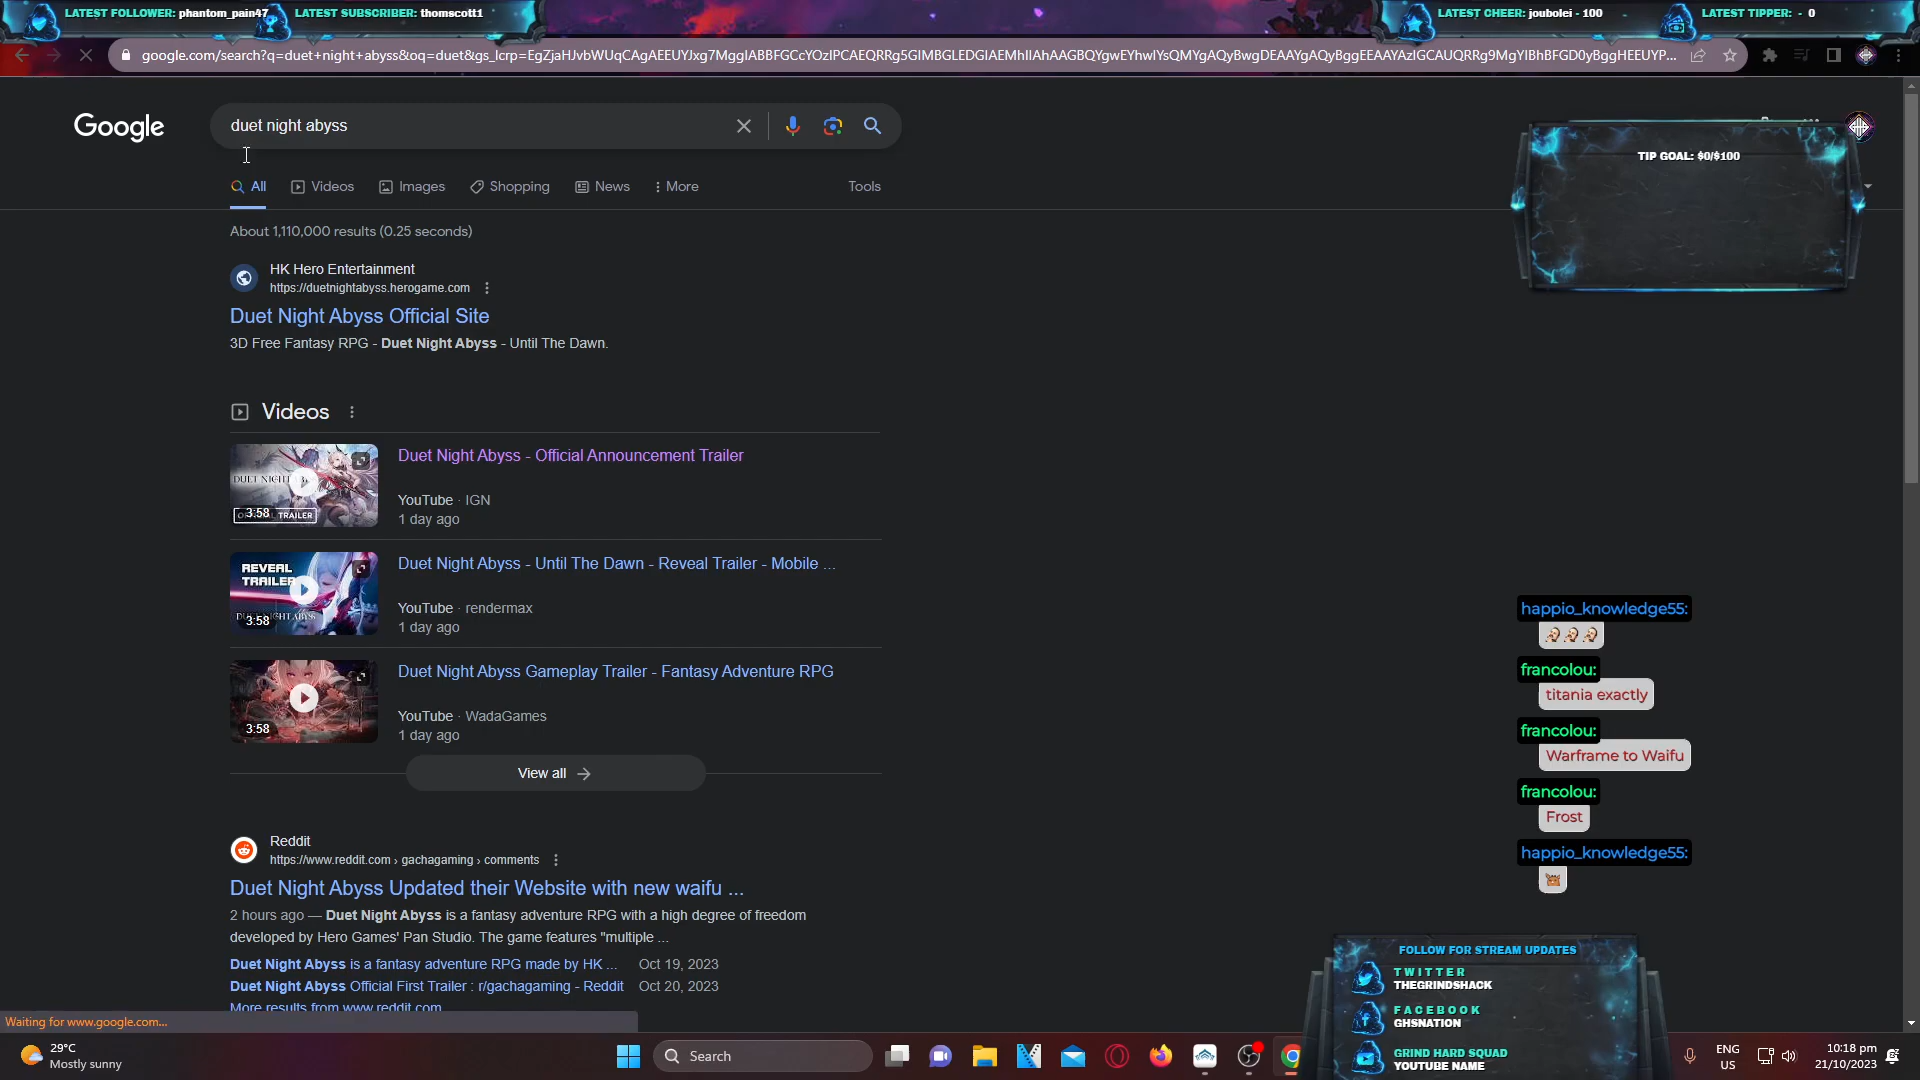 LATEST FOLLOWER: phantom_pain47
LATEST SUBSCRIBER: thomscott1
LATEST CHEER: joubolei - 100
LATEST TIPPER: - 0
google.com/search?q=duet+night+abyss&oq=duet&gs_lcrp=
Google
duet night abyss
TIP GOAL: $0/$100
All
Videos
Images
Shopping
News
More
Tools
About 1,110,000 results (0.25 seconds)
HK Hero Entertainment
https://duetnightabyss.herogame.com
Duet Night Abyss Official Site
3D Free Fantasy RPG - Duet Night Abyss - Until The Dawn.
Videos
Duet Night Abyss - Official Announcement Trailer
3:58
TRAILER
YouTube · IGN
1 day ago
Duet Night Abyss - Until The Dawn - Reveal Trailer - Mobile ...
REVEAL
TRAILER
3:58
YouTube · rendermax
1 day ago
Duet Night Abyss Gameplay Trailer - Fantasy Adventure RPG
3:58
YouTube · WadaGames
1 day ago
View all
Reddit
https://www.reddit.com › gachagaming › comments
Duet Night Abyss Updated their Website with new waifu ...
2 hours ago — Duet Night Abyss is a fantasy adventure RPG with a high degree of freedom
developed by Hero Games' Pan Studio. The game features "multiple ...
Duet Night Abyss is a fantasy adventure RPG made by HK ... Oct 19, 2023
Duet Night Abyss Official First Trailer : r/gachagaming - Reddit Oct 20, 2023
More results from www.reddit.com
happio_knowledge55:
francolou:
titania exactly
francolou:
Warframe to Waifu
francolou:
Frost
happio_knowledge55:
FOLLOW FOR STREAM UPDATES
TWITTER
THEGRINDSHACK
FACEBOOK
GHSNATION
GRIND HARD SQUAD
YOUTUBE NAME
Waiting for www.google.com...
29°C
Mostly sunny
Search
ENG
US
10:18 pm
21/10/2023